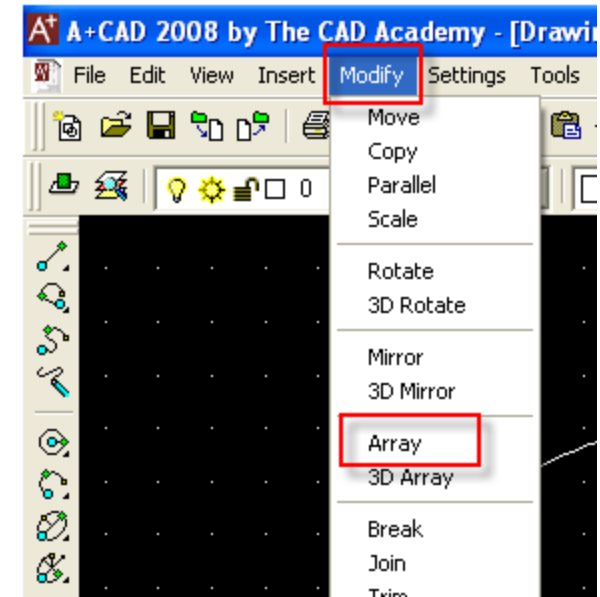 A+CAD 2008 by The CAD Academy - [Drawi
File Edit View Insert Modify Settings Tools
Move
Copy
Parallel
0
Scale
Rotate
3D Rotate
Mirror
3D Mirror
Array
3D Array
Break
Join
Trim